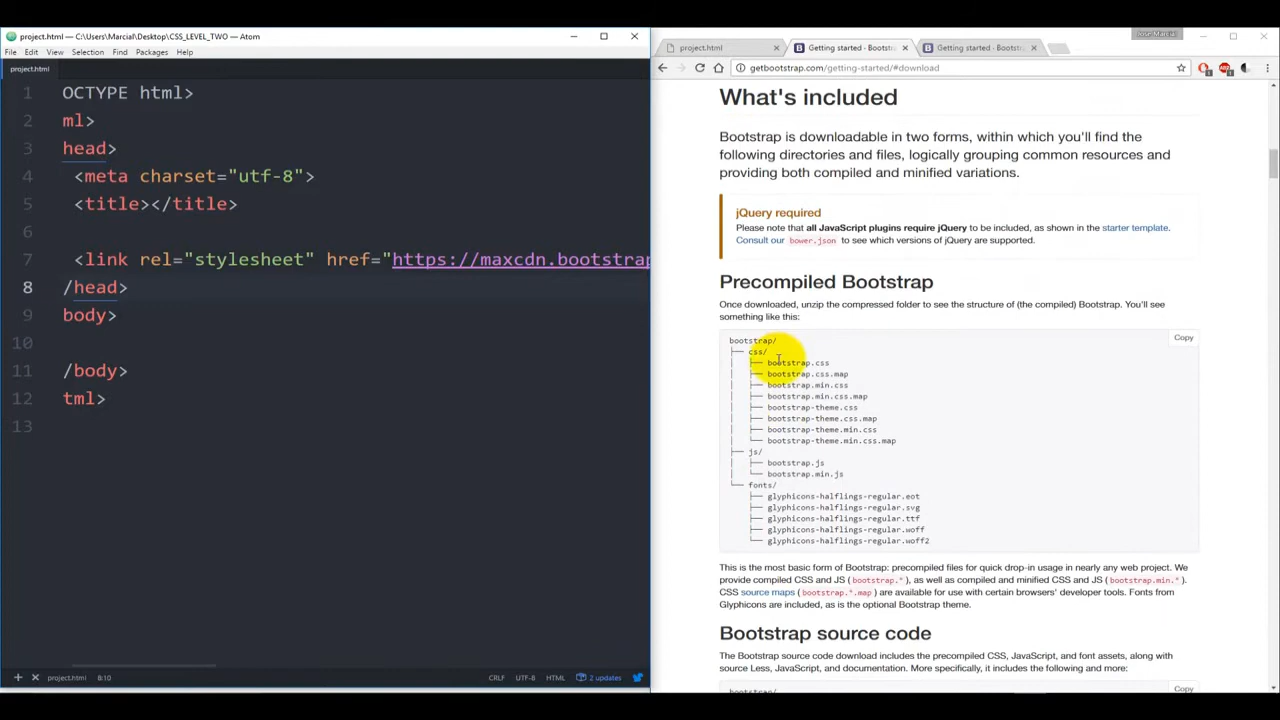 project.html — C:\Users\Marcial\Desktop\CSS_LEVEL_TWO — Atom
File Edit View Selection Find Packages Help
project.html
1 OCTYPE html>
2 ml>
3 head>
4 <meta charset="utf-8">
5 <title></title>
6
7 <link rel="stylesheet" href="https://maxcdn.bootstrap
8 /head>
9 body>
10
11 /body>
12 tml>
13
project.html 8:10 CRLF UTF-8 HTML 2 updates
Jose Marcial
project.html
Getting started · Bootstr
Getting started · Bootstr
getbootstrap.com/getting-started/#download
What's included
Bootstrap is downloadable in two forms, within which you'll find the
following directories and files, logically grouping common resources and
providing both compiled and minified variations.
jQuery required
Please note that all JavaScript plugins require jQuery to be included, as shown in the starter template.
Consult our bower.json to see which versions of jQuery are supported.
Precompiled Bootstrap
Once downloaded, unzip the compressed folder to see the structure of (the compiled) Bootstrap. You'll see
something like this:
Copy
bootstrap/
├── css/
│ ├── bootstrap.css
│ ├── bootstrap.css.map
│ ├── bootstrap.min.css
│ ├── bootstrap.min.css.map
│ ├── bootstrap-theme.css
│ ├── bootstrap-theme.css.map
│ ├── bootstrap-theme.min.css
│ └── bootstrap-theme.min.css.map
├── js/
│ ├── bootstrap.js
│ └── bootstrap.min.js
└── fonts/
├── glyphicons-halflings-regular.eot
├── glyphicons-halflings-regular.svg
├── glyphicons-halflings-regular.ttf
├── glyphicons-halflings-regular.woff
└── glyphicons-halflings-regular.woff2
This is the most basic form of Bootstrap: precompiled files for quick drop-in usage in nearly any web project. We
provide compiled CSS and JS (bootstrap.*), as well as compiled and minified CSS and JS (bootstrap.min.*).
CSS source maps (bootstrap.*.map) are available for use with certain browsers' developer tools. Fonts from
Glyphicons are included, as is the optional Bootstrap theme.
Bootstrap source code
The Bootstrap source code download includes the precompiled CSS, JavaScript, and font assets, along with
source Less, JavaScript, and documentation. More specifically, it includes the following and more:
Copy
bootstrap/